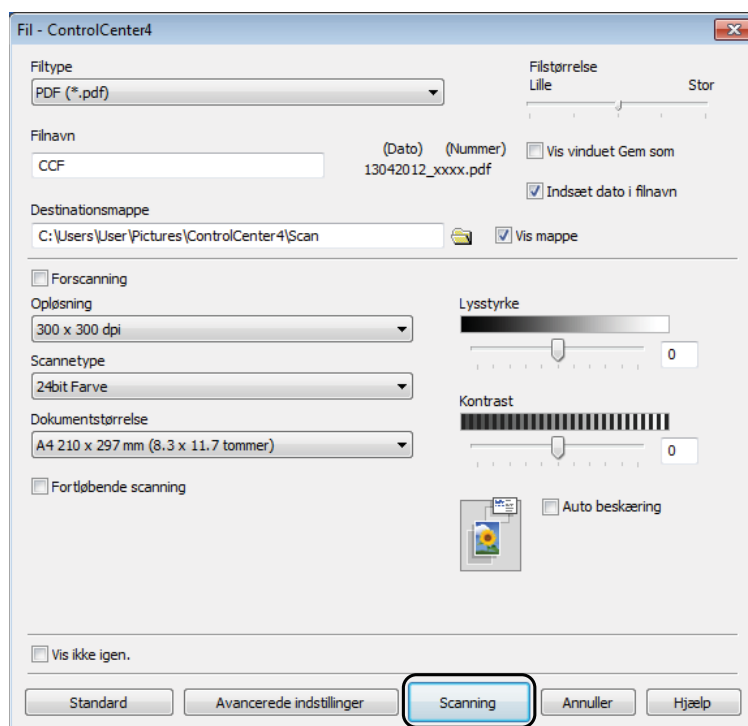 Fil - ControlCenter4
Filtype
PDF (*.pdf)
Filstørrelse
Lille Stor
Filnavn
CCF
(Dato) (Nummer)
13042012_xxxx.pdf
Vis vinduet Gem som
Indsæt dato i filnavn
Destinationsmappe
C:\Users\User\Pictures\ControlCenter4\Scan
Vis mappe
Forscanning
Opløsning
300 x 300 dpi
Scannetype
24bit Farve
Dokumentstørrelse
A4 210 x 297 mm (8.3 x 11.7 tommer)
Fortløbende scanning
Lysstyrke
0
Kontrast
0
Auto beskæring
Vis ikke igen.
Standard Avancerede indstillinger Scanning Annuller Hjælp